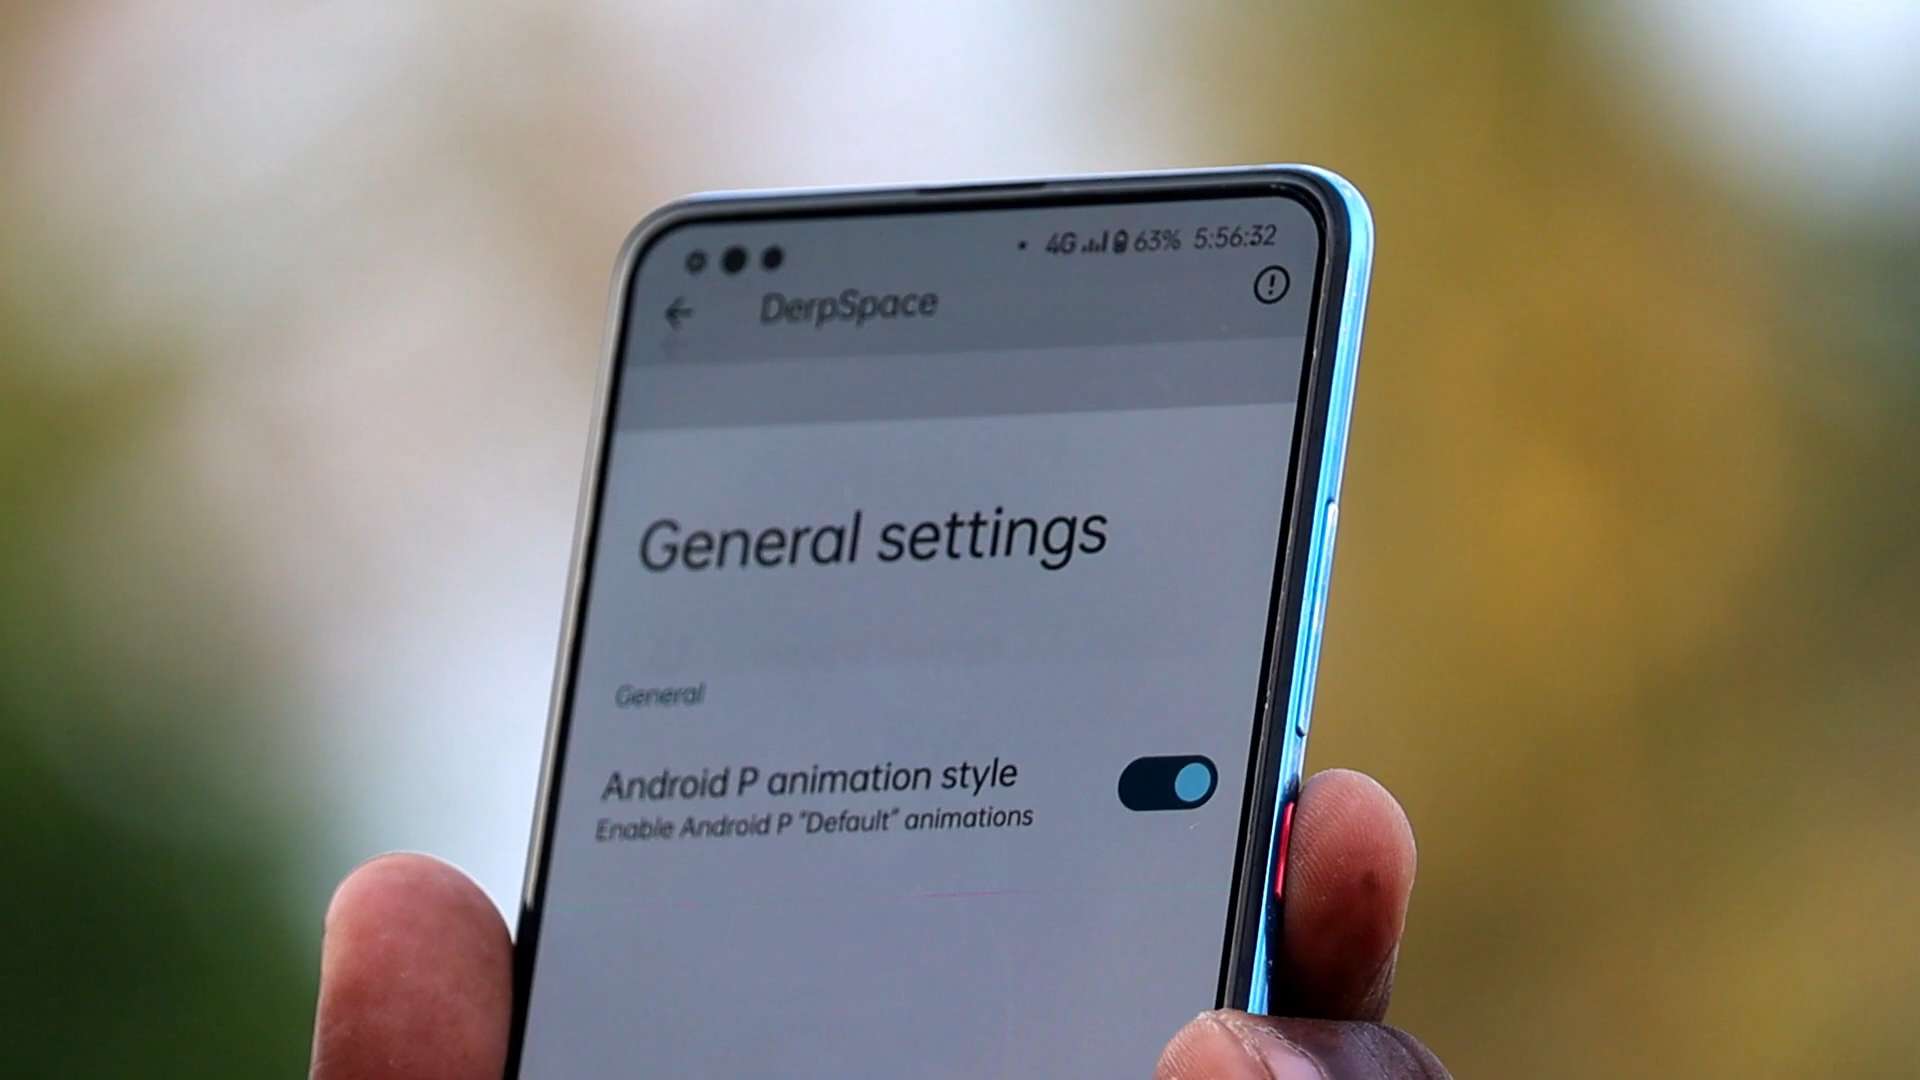 4G 63% 5:56:32
DerpSpace
General settings
General
Android P animation style
Enable Android P "Default" animations